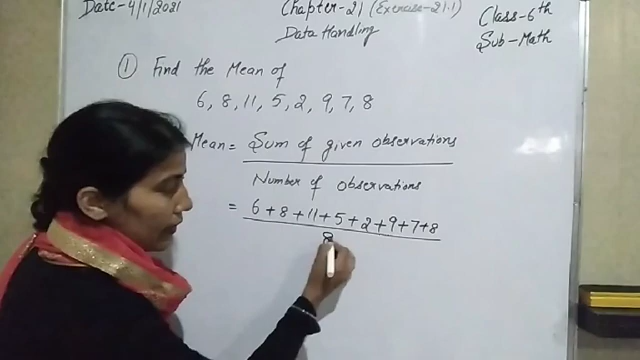 Date-4/1/2021
Chapter-21 (Exercise-21.1)
Data Handling
Class-6th
Sub-Math
① Find the Mean of
6, 8, 11, 5, 2, 9, 7, 8
Mean = Sum of given observations
Number of observations
= 6+8+11+5+2+9+7+8
8